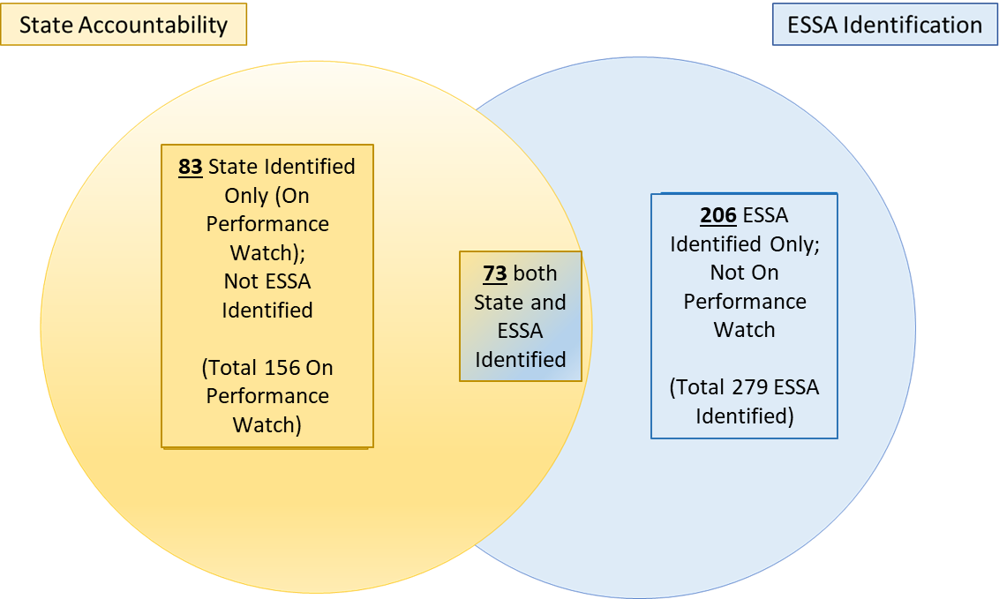 State Accountability
ESSA Identification
83 State Identified
Only (On
Performance
Watch);
Not ESSA
Identified
(Total 156 On
Performance
Watch)
73 both
State and
ESSA
Identified
206 ESSA
Identified Only;
Not On
Performance
Watch
(Total 279 ESSA
Identified)